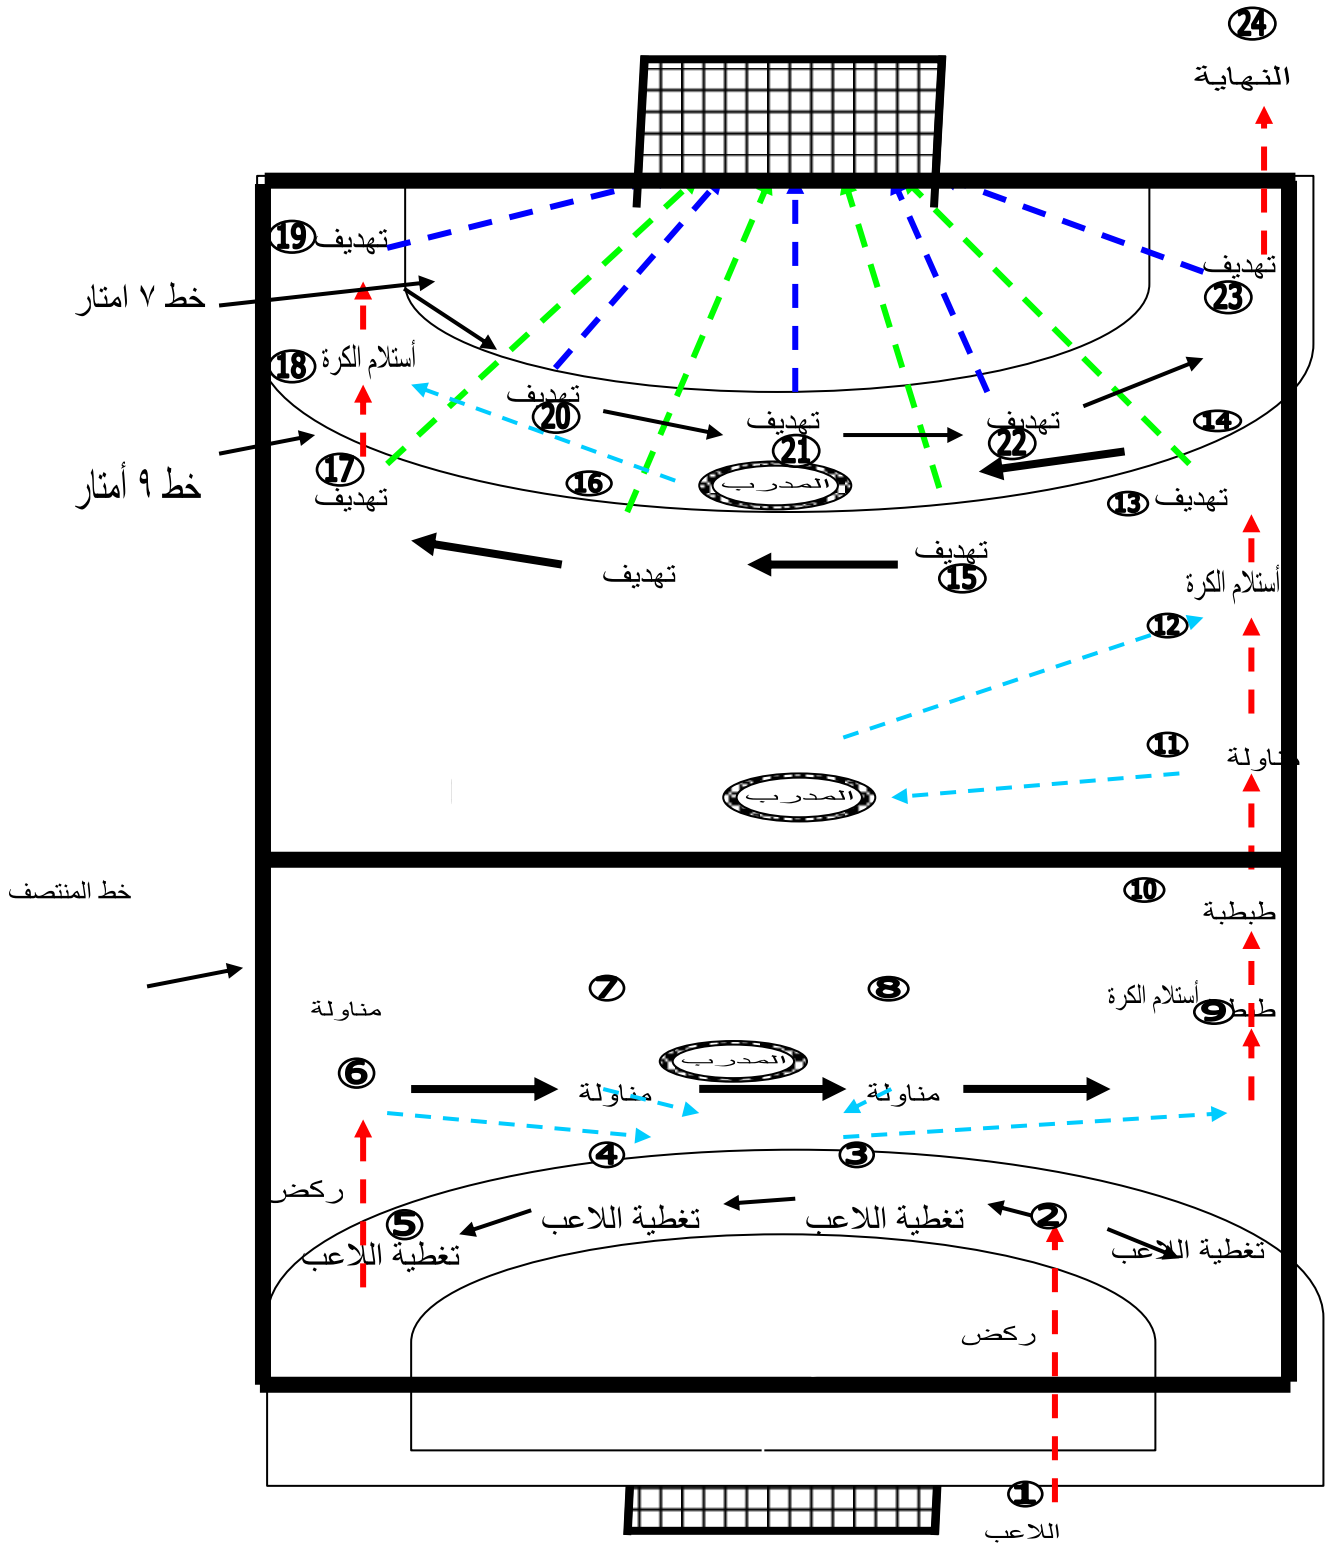 24
النهاية
19
تهديف
تهديف
23
خط ٧ امتار
18
أستلام الكرة
تهديف
20
تهديف
21
تهديف
22
14
خط ٩ أمتار
17
تهديف
16
المدرب
13
تهديف
تهديف
تهديف
15
أستلام الكرة
12
11
مناولة
المدرب
خط المنتصف
10
طبطبة
مناولة
7
8
أستلام الكرة
9
6
المدرب
مناولة
مناولة
4
3
ركض
5
تغطية اللاعب
تغطية اللاعب
تغطية اللاعب
2
تغطية اللاعب
ركض
1
اللاعب